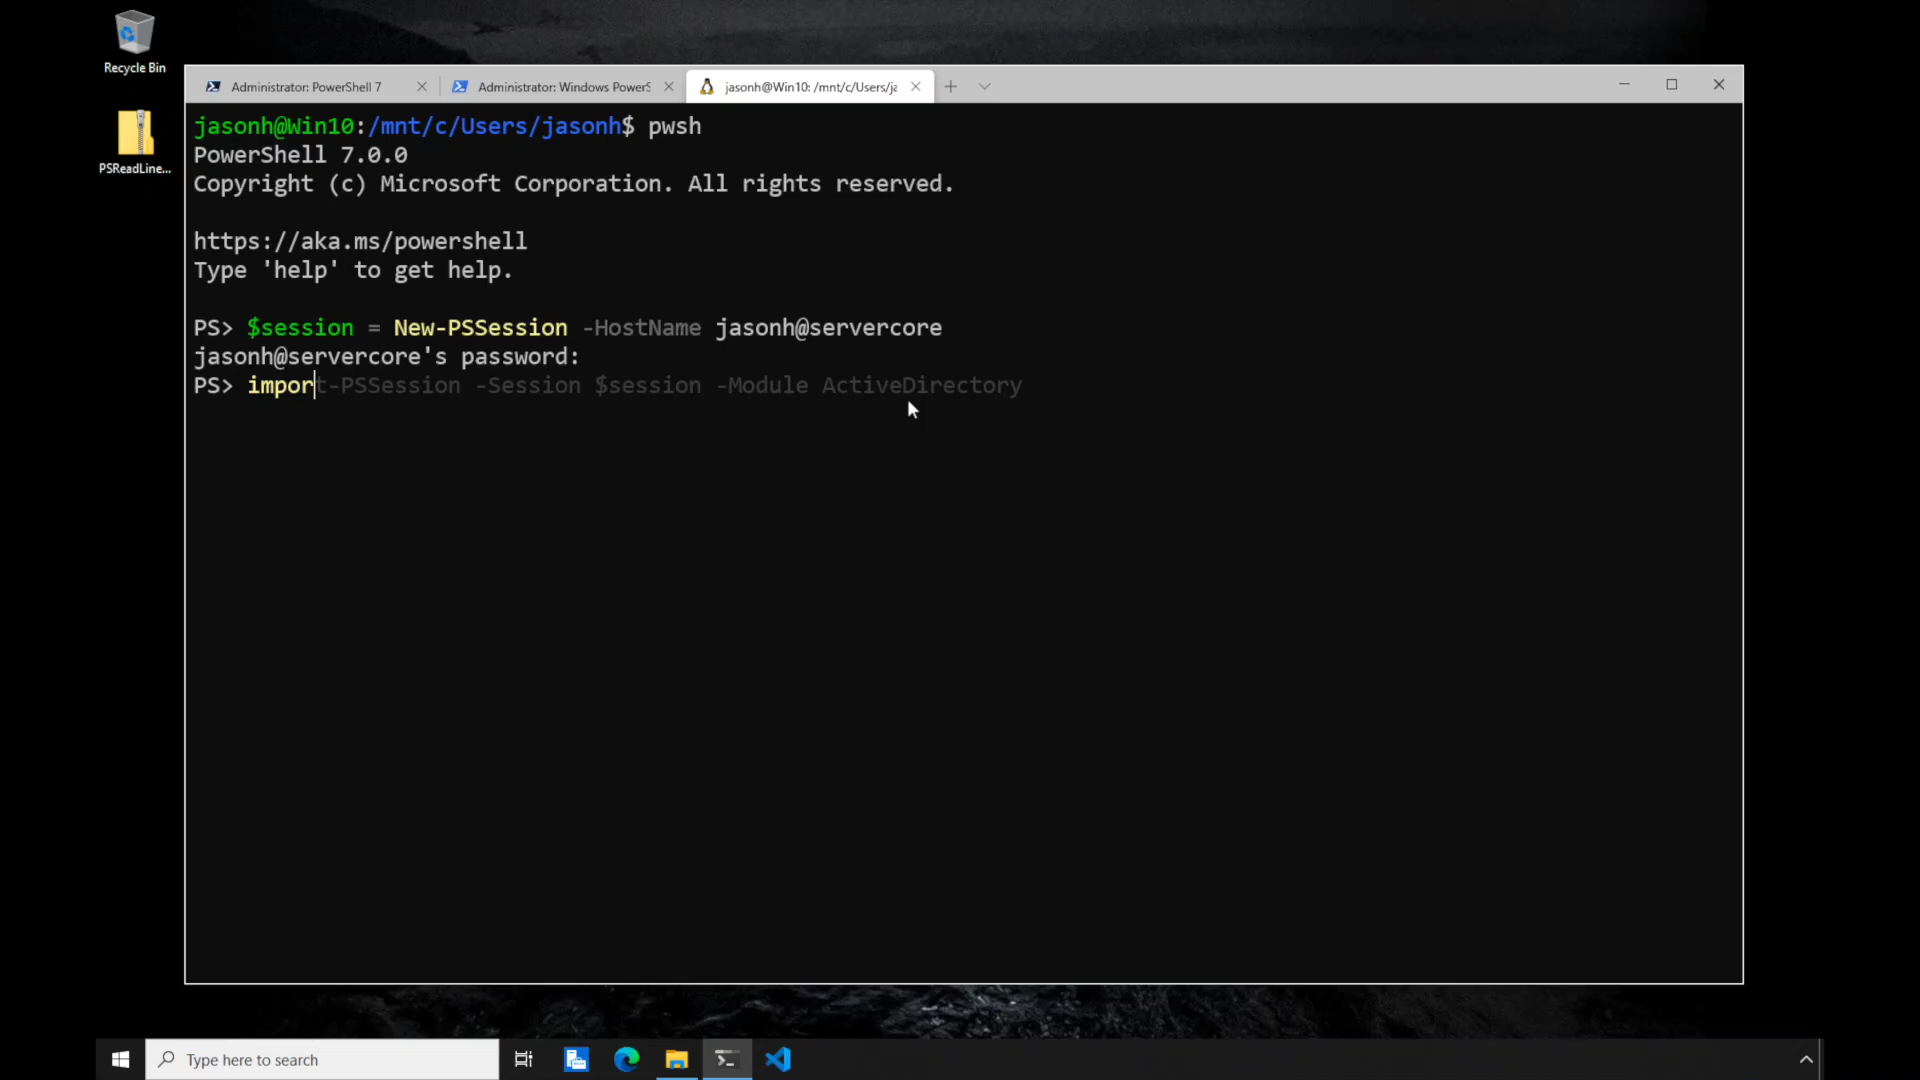 Recycle Bin
PSReadLine...
Administrator: PowerShell 7
Administrator: Windows PowerS
jasonh@Win10: /mnt/c/Users/ja
jasonh@Win10:/mnt/c/Users/jasonh$ pwsh
PowerShell 7.0.0
Copyright (c) Microsoft Corporation. All rights reserved.
https://aka.ms/powershell
Type 'help' to get help.
PS> $session = New-PSSession -HostName jasonh@servercore
jasonh@servercore's password:
PS> import-PSSession -Session $session -Module ActiveDirectory
Type here to search